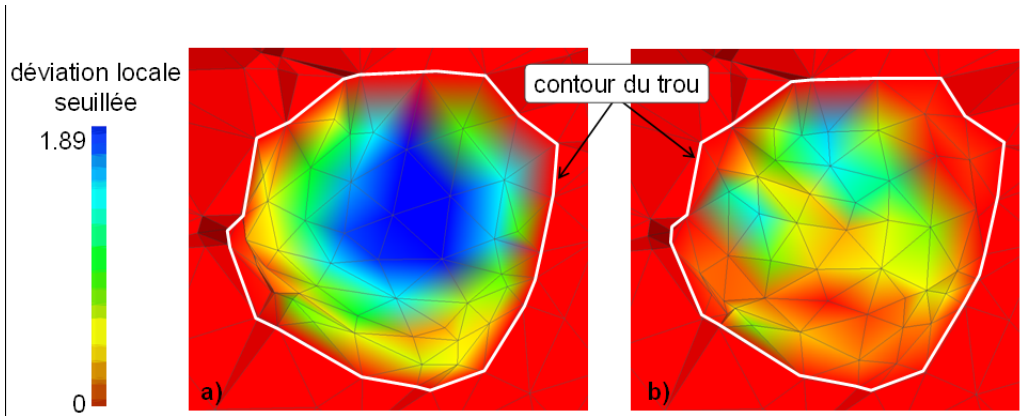 déviation locale
seuillée
1.89
0
contour du trou
a)
b)